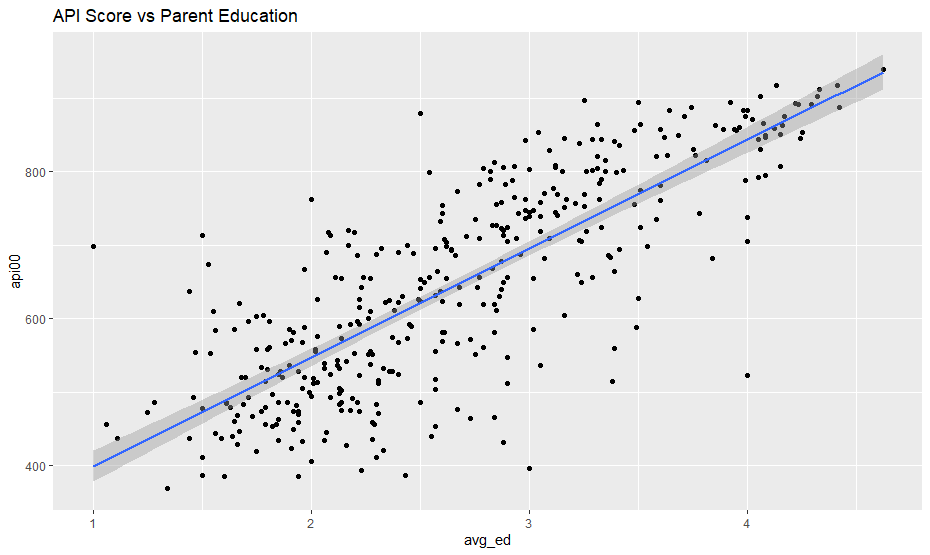 API Score vs Parent Education
api00
800
600
400
1 2 3 4
avg_ed